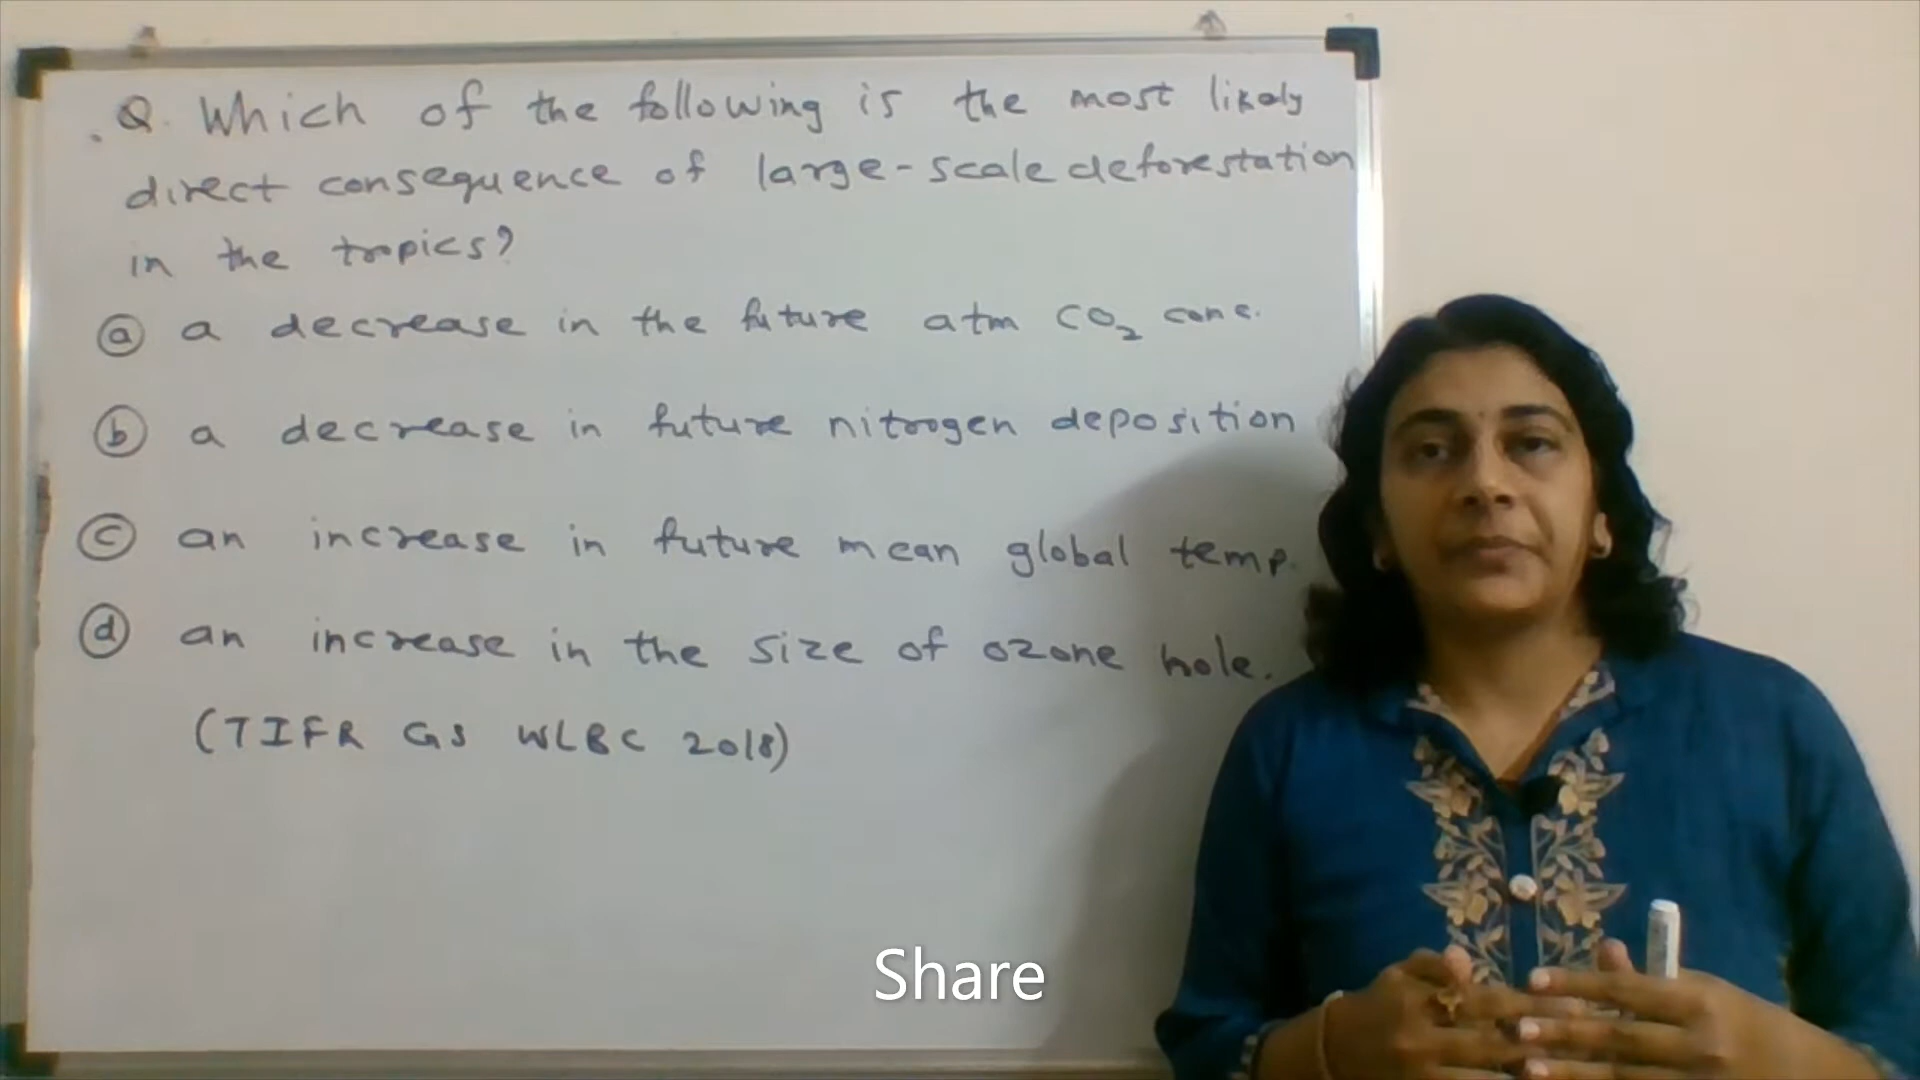 Q. Which of the following is the most likely
direct consequence of large-scale deforestation
in the tropics?
ⓐ a decrease in the future atm CO₂ conc.
ⓑ a decrease in future nitrogen deposition
ⓒ an increase in future mean global temp.
ⓓ an increase in the size of ozone hole.
(TIFR GS WLBC 2018)
Share